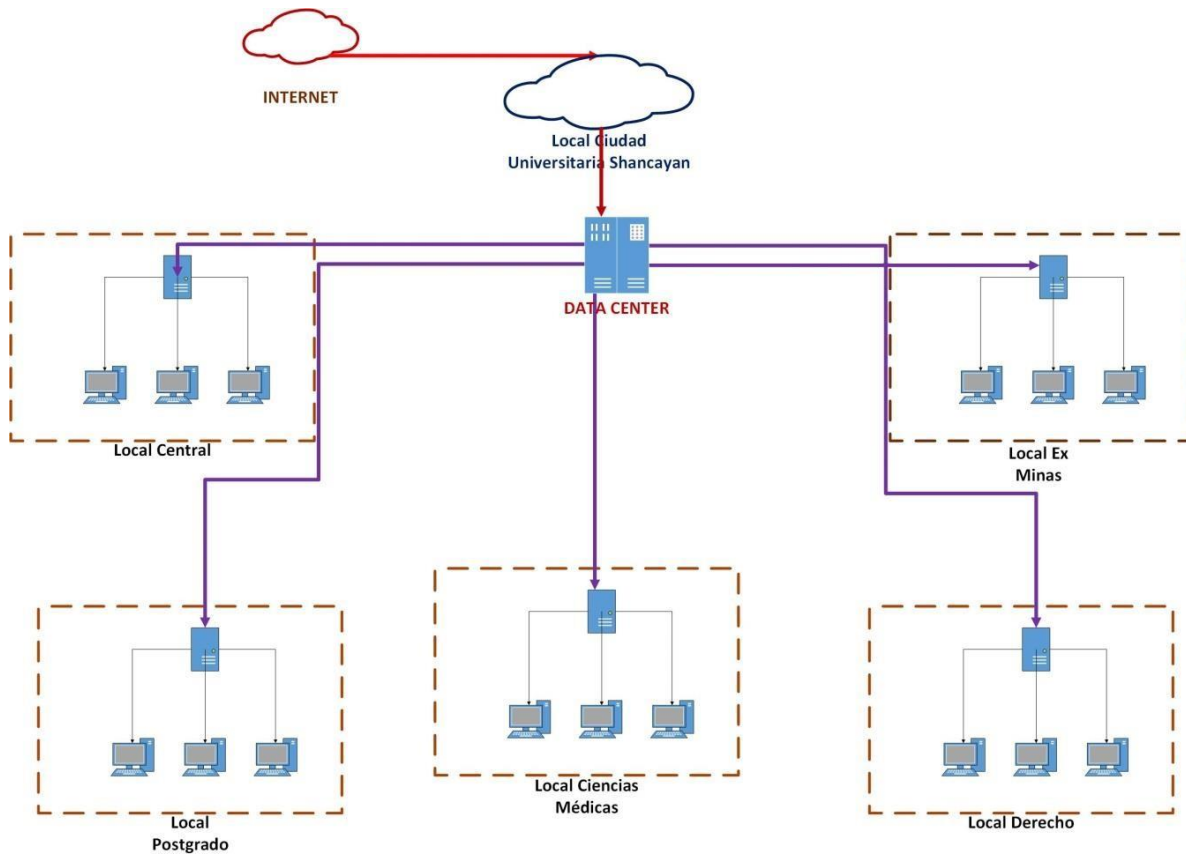 INTERNET
Local Ciudad
Universitaria Shancayan
DATA CENTER
Local Central
Local Ex
Minas
Local
Postgrado
Local Ciencias
Médicas
Local Derecho